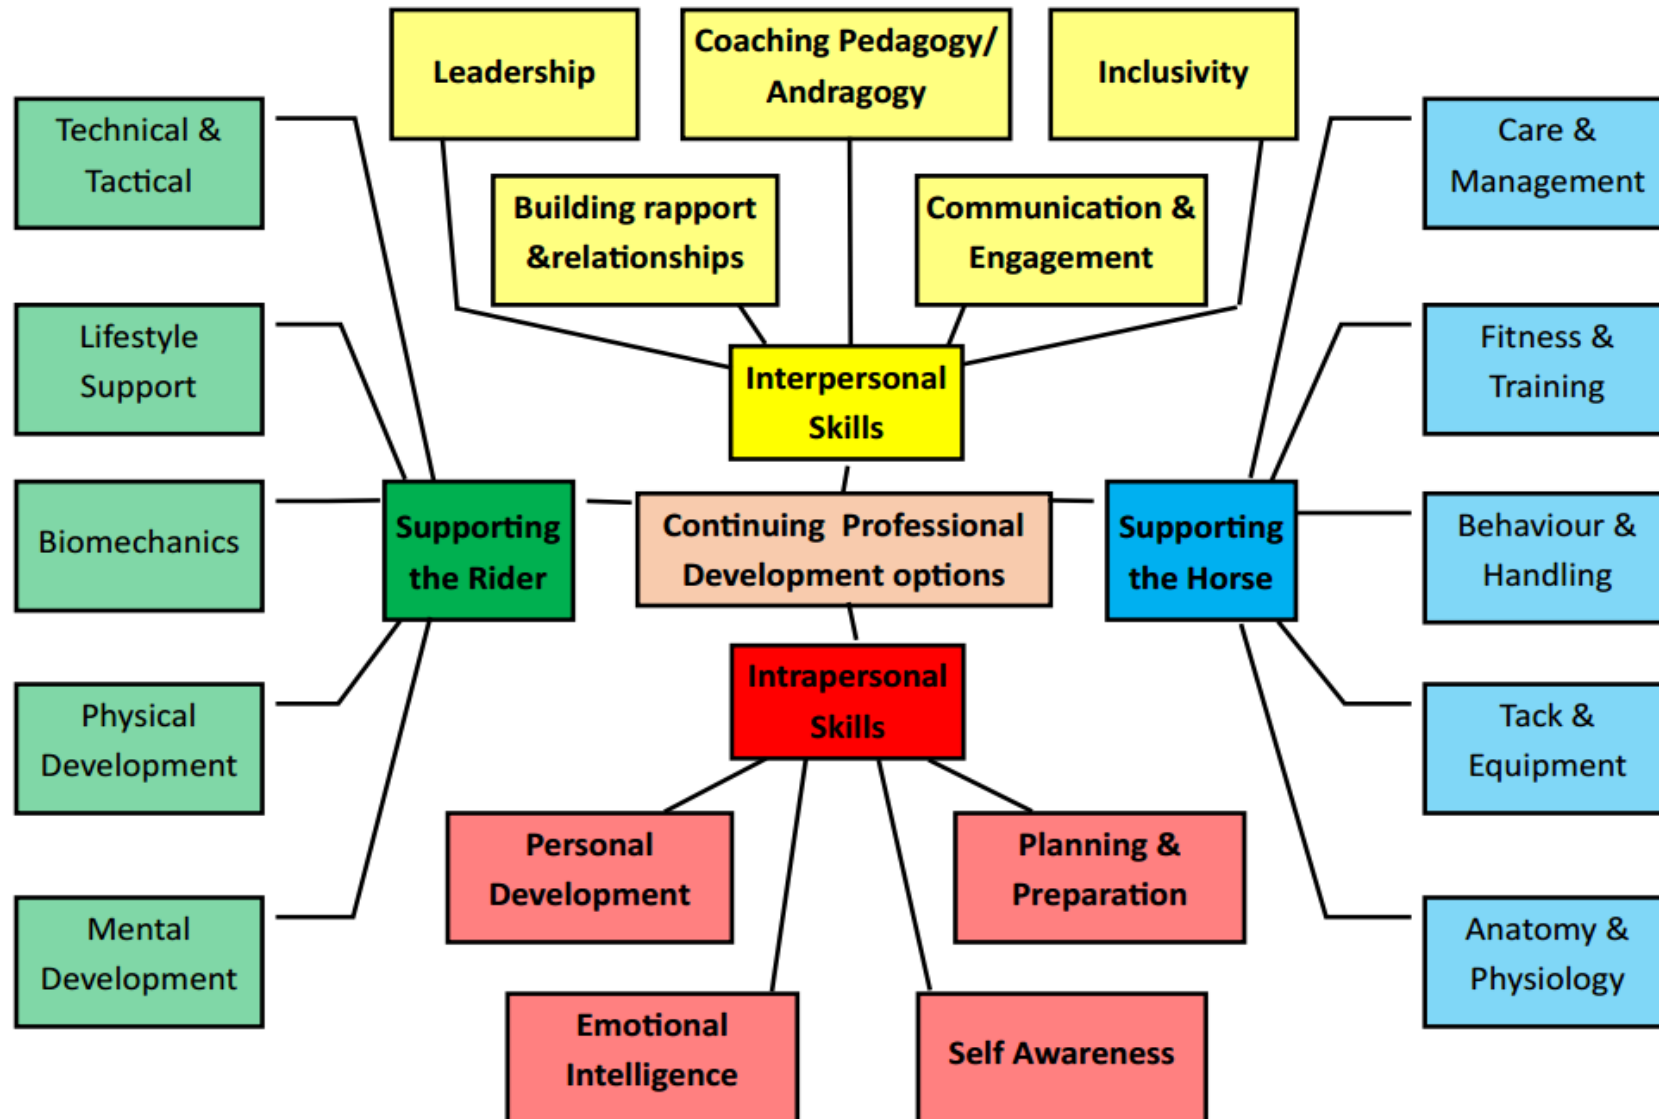 Leadership
Coaching Pedagogy/
Andragogy
Inclusivity
Technical &
Tactical
Care &
Management
Building rapport
&relationships
Communication &
Engagement
Lifestyle
Support
Fitness &
Training
Interpersonal
Skills
Biomechanics
Supporting
the Rider
Continuing  Professional
Development options
Supporting
the Horse
Behaviour &
Handling
Intrapersonal
Skills
Physical
Development
Tack &
Equipment
Personal
Development
Planning &
Preparation
Mental
Development
Anatomy &
Physiology
Emotional
Intelligence
Self Awareness